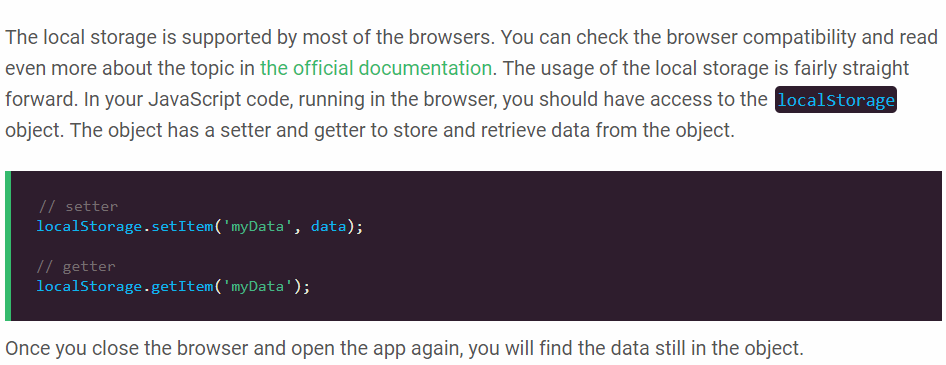 The local storage is supported by most of the browsers. You can check the browser compatibility and read
even more about the topic in the official documentation. The usage of the local storage is fairly straight
forward. In your JavaScript code, running in the browser, you should have access to the localStorage
object. The object has a setter and getter to store and retrieve data from the object.
// setter
localStorage.setItem('myData', data);
// getter
localStorage.getItem('myData');
Once you close the browser and open the app again, you will find the data still in the object.